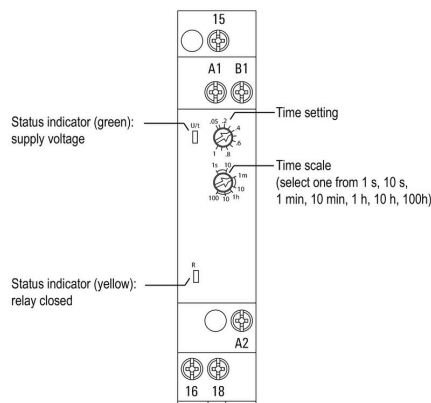 15
A1 B1
Status indicator (green):
supply voltage
U/t
.05 .2 .4 .6 .8 1
Time setting
1s 10 1m 10 1h 10 100
Time scale
(select one from 1 s, 10 s,
1 min, 10 min, 1 h, 10 h, 100h)
Status indicator (yellow):
relay closed
R
A2
16 18